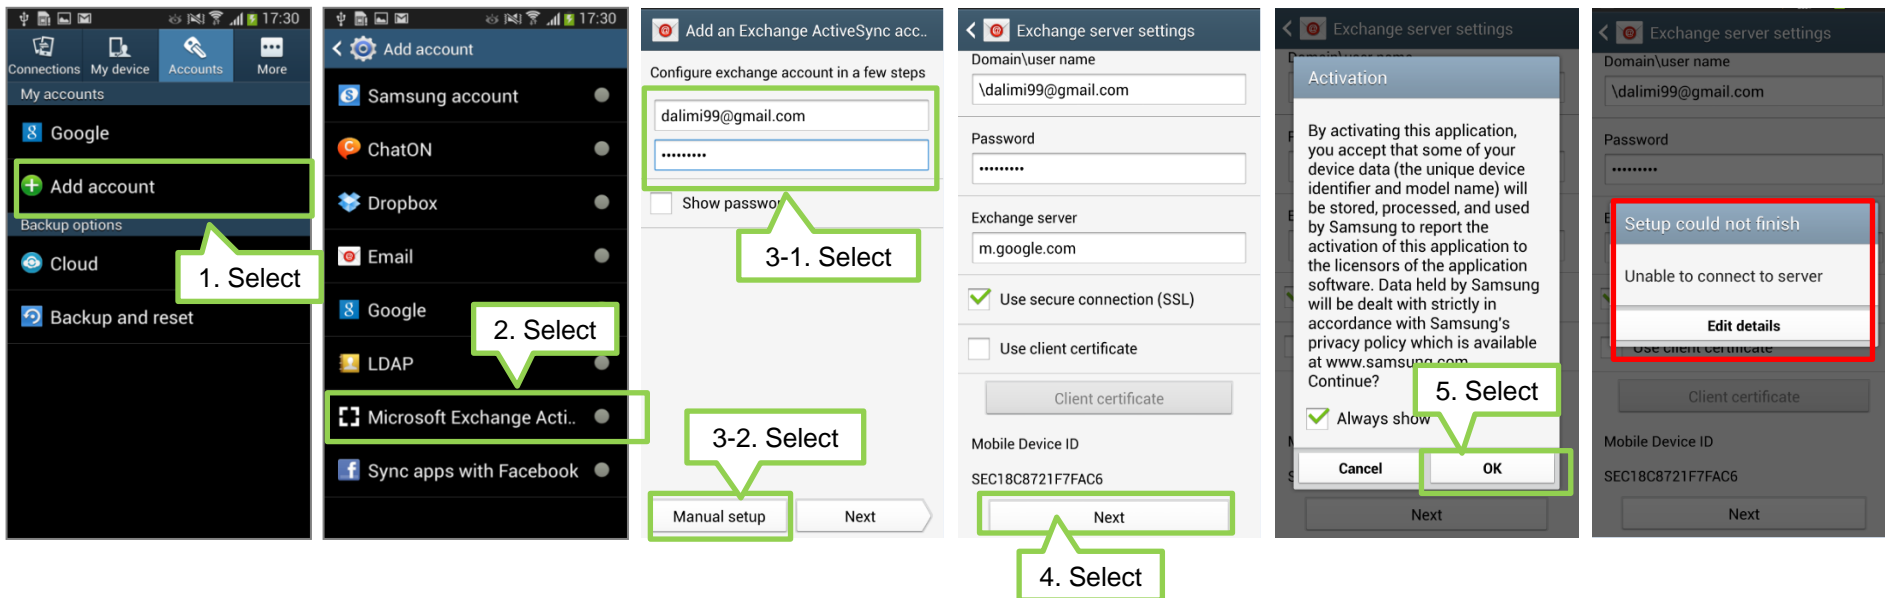 17:30
Connections My device Accounts More
My accounts
Google
Add account
Backup options
Cloud
1. Select
Backup and reset
17:30
Add account
Samsung account
ChatON
Dropbox
Email
Google
2. Select
LDAP
Microsoft Exchange Acti..
Sync apps with Facebook
Add an Exchange ActiveSync acc..
Configure exchange account in a few steps
dalimi99@gmail.com
•••••••••
Show passwor
3-1. Select
3-2. Select
Manual setup
Next
Exchange server settings
Domain\user name
\dalimi99@gmail.com
Password
•••••••••
Exchange server
m.google.com
Use secure connection (SSL)
Use client certificate
Client certificate
Mobile Device ID
SEC18C8721F7FAC6
Next
4. Select
Exchange server settings
Activation
By activating this application,
you accept that some of your
device data (the unique device
identifier and model name) will
be stored, processed, and used
by Samsung to report the
activation of this application to
the licensors of the application
software. Data held by Samsung
will be dealt with strictly in
accordance with Samsung's
privacy policy which is available
at www.samsung.com
Continue?
5. Select
Always show
Cancel
OK
Next
Exchange server settings
Domain\user name
\dalimi99@gmail.com
Password
•••••••••
Setup could not finish
Unable to connect to server
Edit details
Use client certificate
Client certificate
Mobile Device ID
SEC18C8721F7FAC6
Next